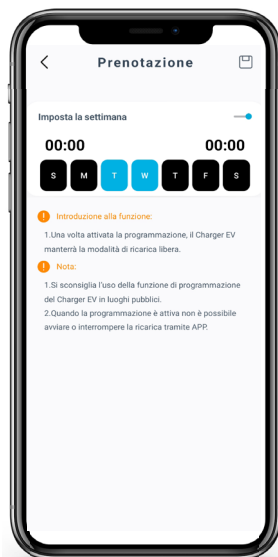 Prenotazione
Imposta la settimana
00:00 00:00
S M T W T F S
Introduzione alla funzione:
1.Una volta attivata la programmazione, il Charger EV
manterrà la modalità di ricarica libera.
Nota:
1.Si sconsiglia l'uso della funzione di programmazione
del Charger EV in luoghi pubblici.
2.Quando la programmazione è attiva non è possibile
avviare o interrompere la ricarica tramite APP.